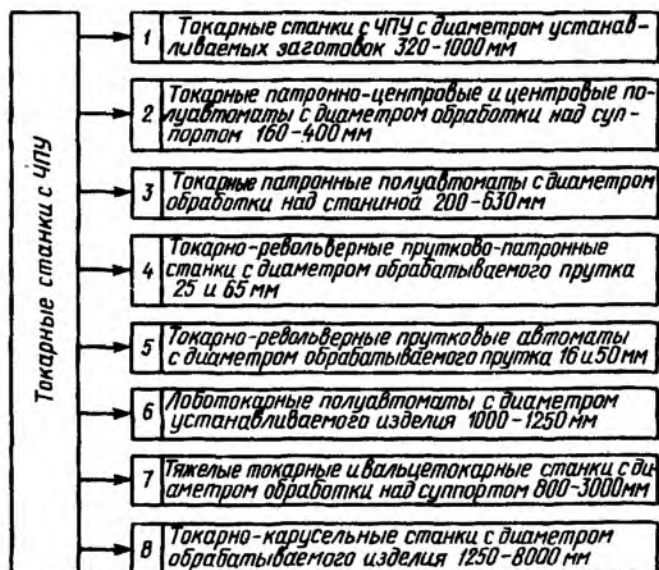 Токарные станки с ЧПУ
1 Токарные станки с ЧПУ с диаметром устанав-
ливаемых заготовок 320-1000 мм
2 Токарные патронно-центровые и центровые по-
луавтоматы с диаметром обработки над суп-
портом 160-400 мм
3 Токарные патронные полуавтоматы с диаметром
обработки над станиной 200-630 мм
4 Токарно-револьверные прутково-патронные
станки с диаметром обрабатываемого прутка
25 и 65 мм
5 Токарно-револьверные прутковые автоматы
с диаметром обрабатываемого прутка 16 и 50 мм
6 Лоботокарные полуавтоматы с диаметром
устанавливаемого изделия 1000-1250 мм
7 Тяжелые токарные и вальцетокарные станки с ди-
аметром обработки над суппортом 800-3000 мм
8 Токарно-карусельные станки с диаметром
обрабатываемого изделия 1250-8000 мм